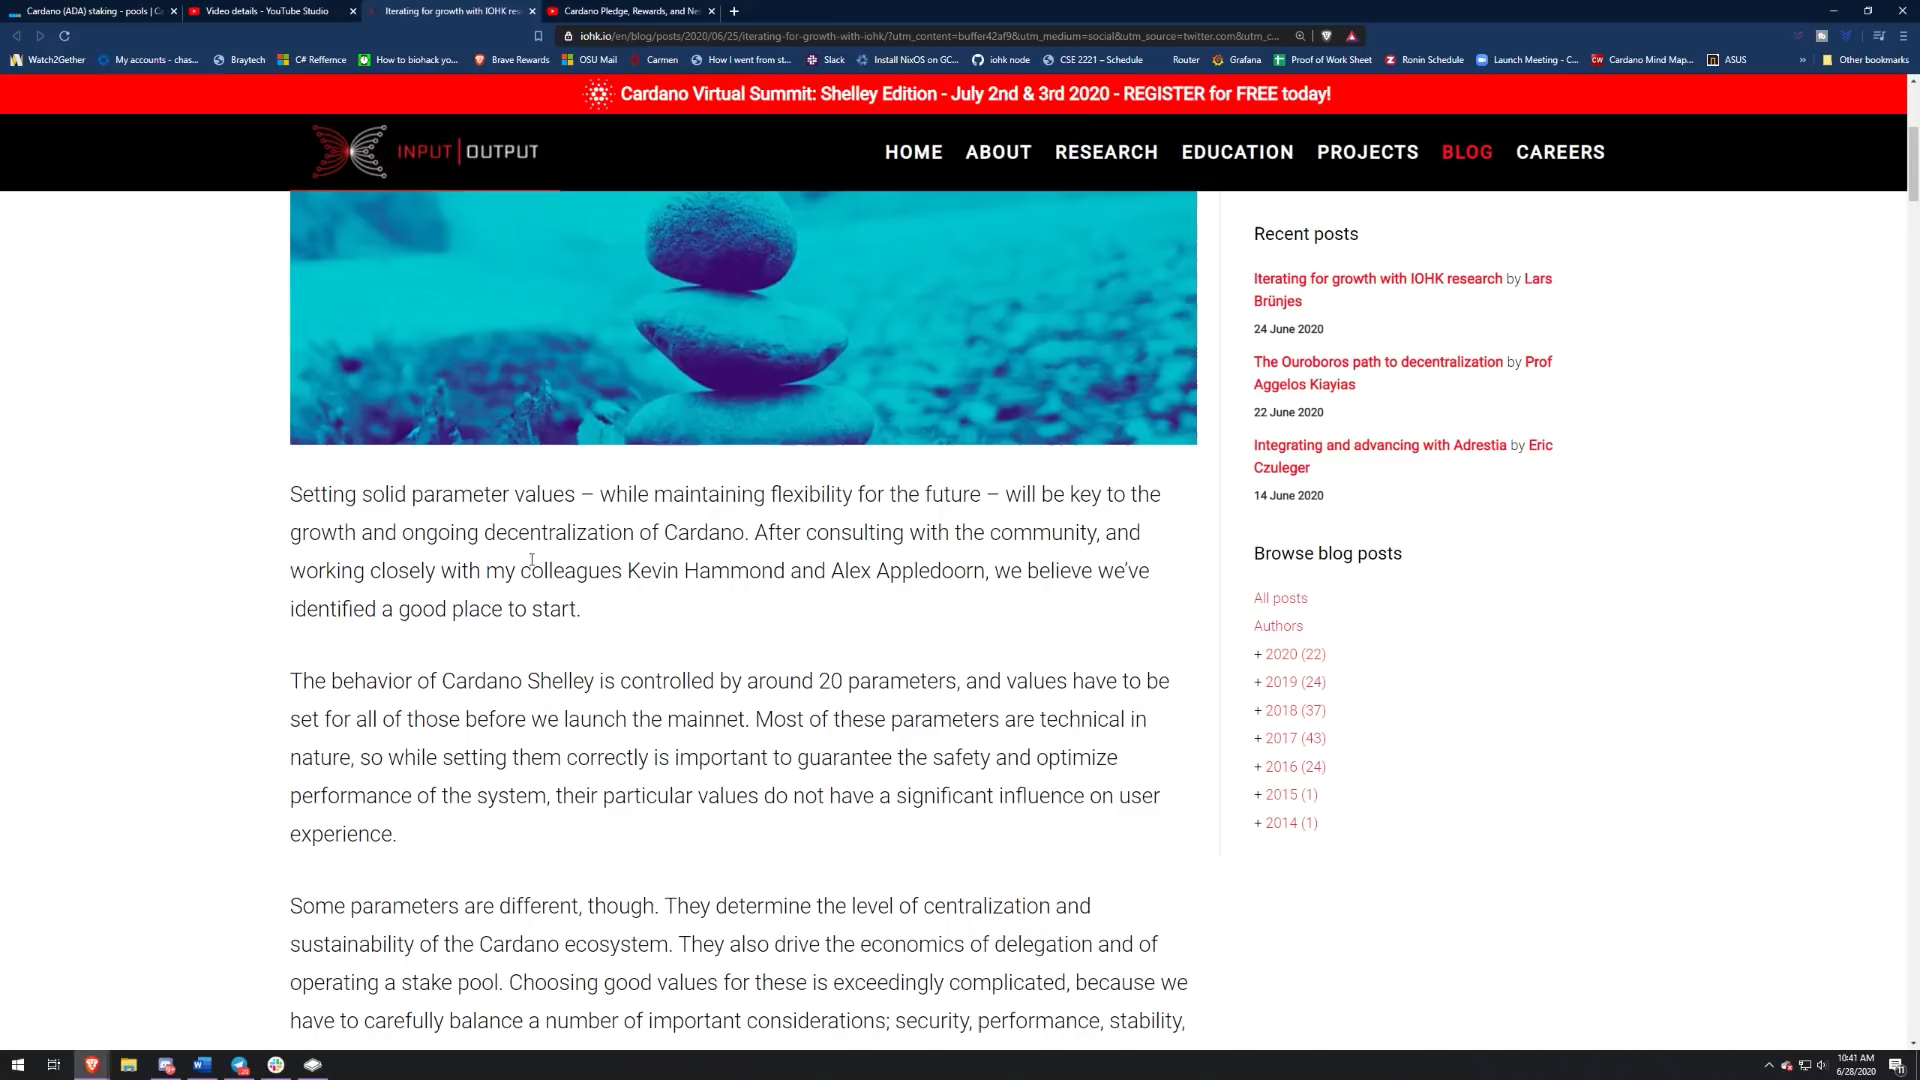 Cardano (ADA) staking - pools | C
Video details - YouTube Studio
Iterating for growth with IOHK res
Cardano Pledge, Rewards, and Ne
iohk.io/en/blog/posts/2020/06/25/iterating-for-growth-with-iohk/?utm_content=buffer42af9&utm_medium=social&utm_source=twitter.com&utm_c...
Watch2Gether
My accounts - chas...
Braytech
C# Reffernce
How to biohack yo...
Brave Rewards
OSU Mail
Carmen
How I went from st...
Slack
Install NixOS on GC...
iohk node
CSE 2221 – Schedule
Router
Grafana
Proof of Work Sheet
Ronin Schedule
Launch Meeting - C...
Cardano Mind Map...
ASUS
»
Other bookmarks
Cardano Virtual Summit: Shelley Edition - July 2nd & 3rd 2020 - REGISTER for FREE today!
INPUT | OUTPUT
HOME ABOUT RESEARCH EDUCATION PROJECTS BLOG CAREERS
Setting solid parameter values – while maintaining flexibility for the future – will be key to the
growth and ongoing decentralization of Cardano. After consulting with the community, and
working closely with my colleagues Kevin Hammond and Alex Appledoorn, we believe we've
identified a good place to start.
The behavior of Cardano Shelley is controlled by around 20 parameters, and values have to be
set for all of those before we launch the mainnet. Most of these parameters are technical in
nature, so while setting them correctly is important to guarantee the safety and optimize
performance of the system, their particular values do not have a significant influence on user
experience.
Some parameters are different, though. They determine the level of centralization and
sustainability of the Cardano ecosystem. They also drive the economics of delegation and of
operating a stake pool. Choosing good values for these is exceedingly complicated, because we
have to carefully balance a number of important considerations; security, performance, stability,
Recent posts
Iterating for growth with IOHK research by Lars
Brünjes
24 June 2020
The Ouroboros path to decentralization by Prof
Aggelos Kiayias
22 June 2020
Integrating and advancing with Adrestia by Eric
Czuleger
14 June 2020
Browse blog posts
All posts
Authors
+ 2020 (22)
+ 2019 (24)
+ 2018 (37)
+ 2017 (43)
+ 2016 (24)
+ 2015 (1)
+ 2014 (1)
10:41 AM
6/28/2020